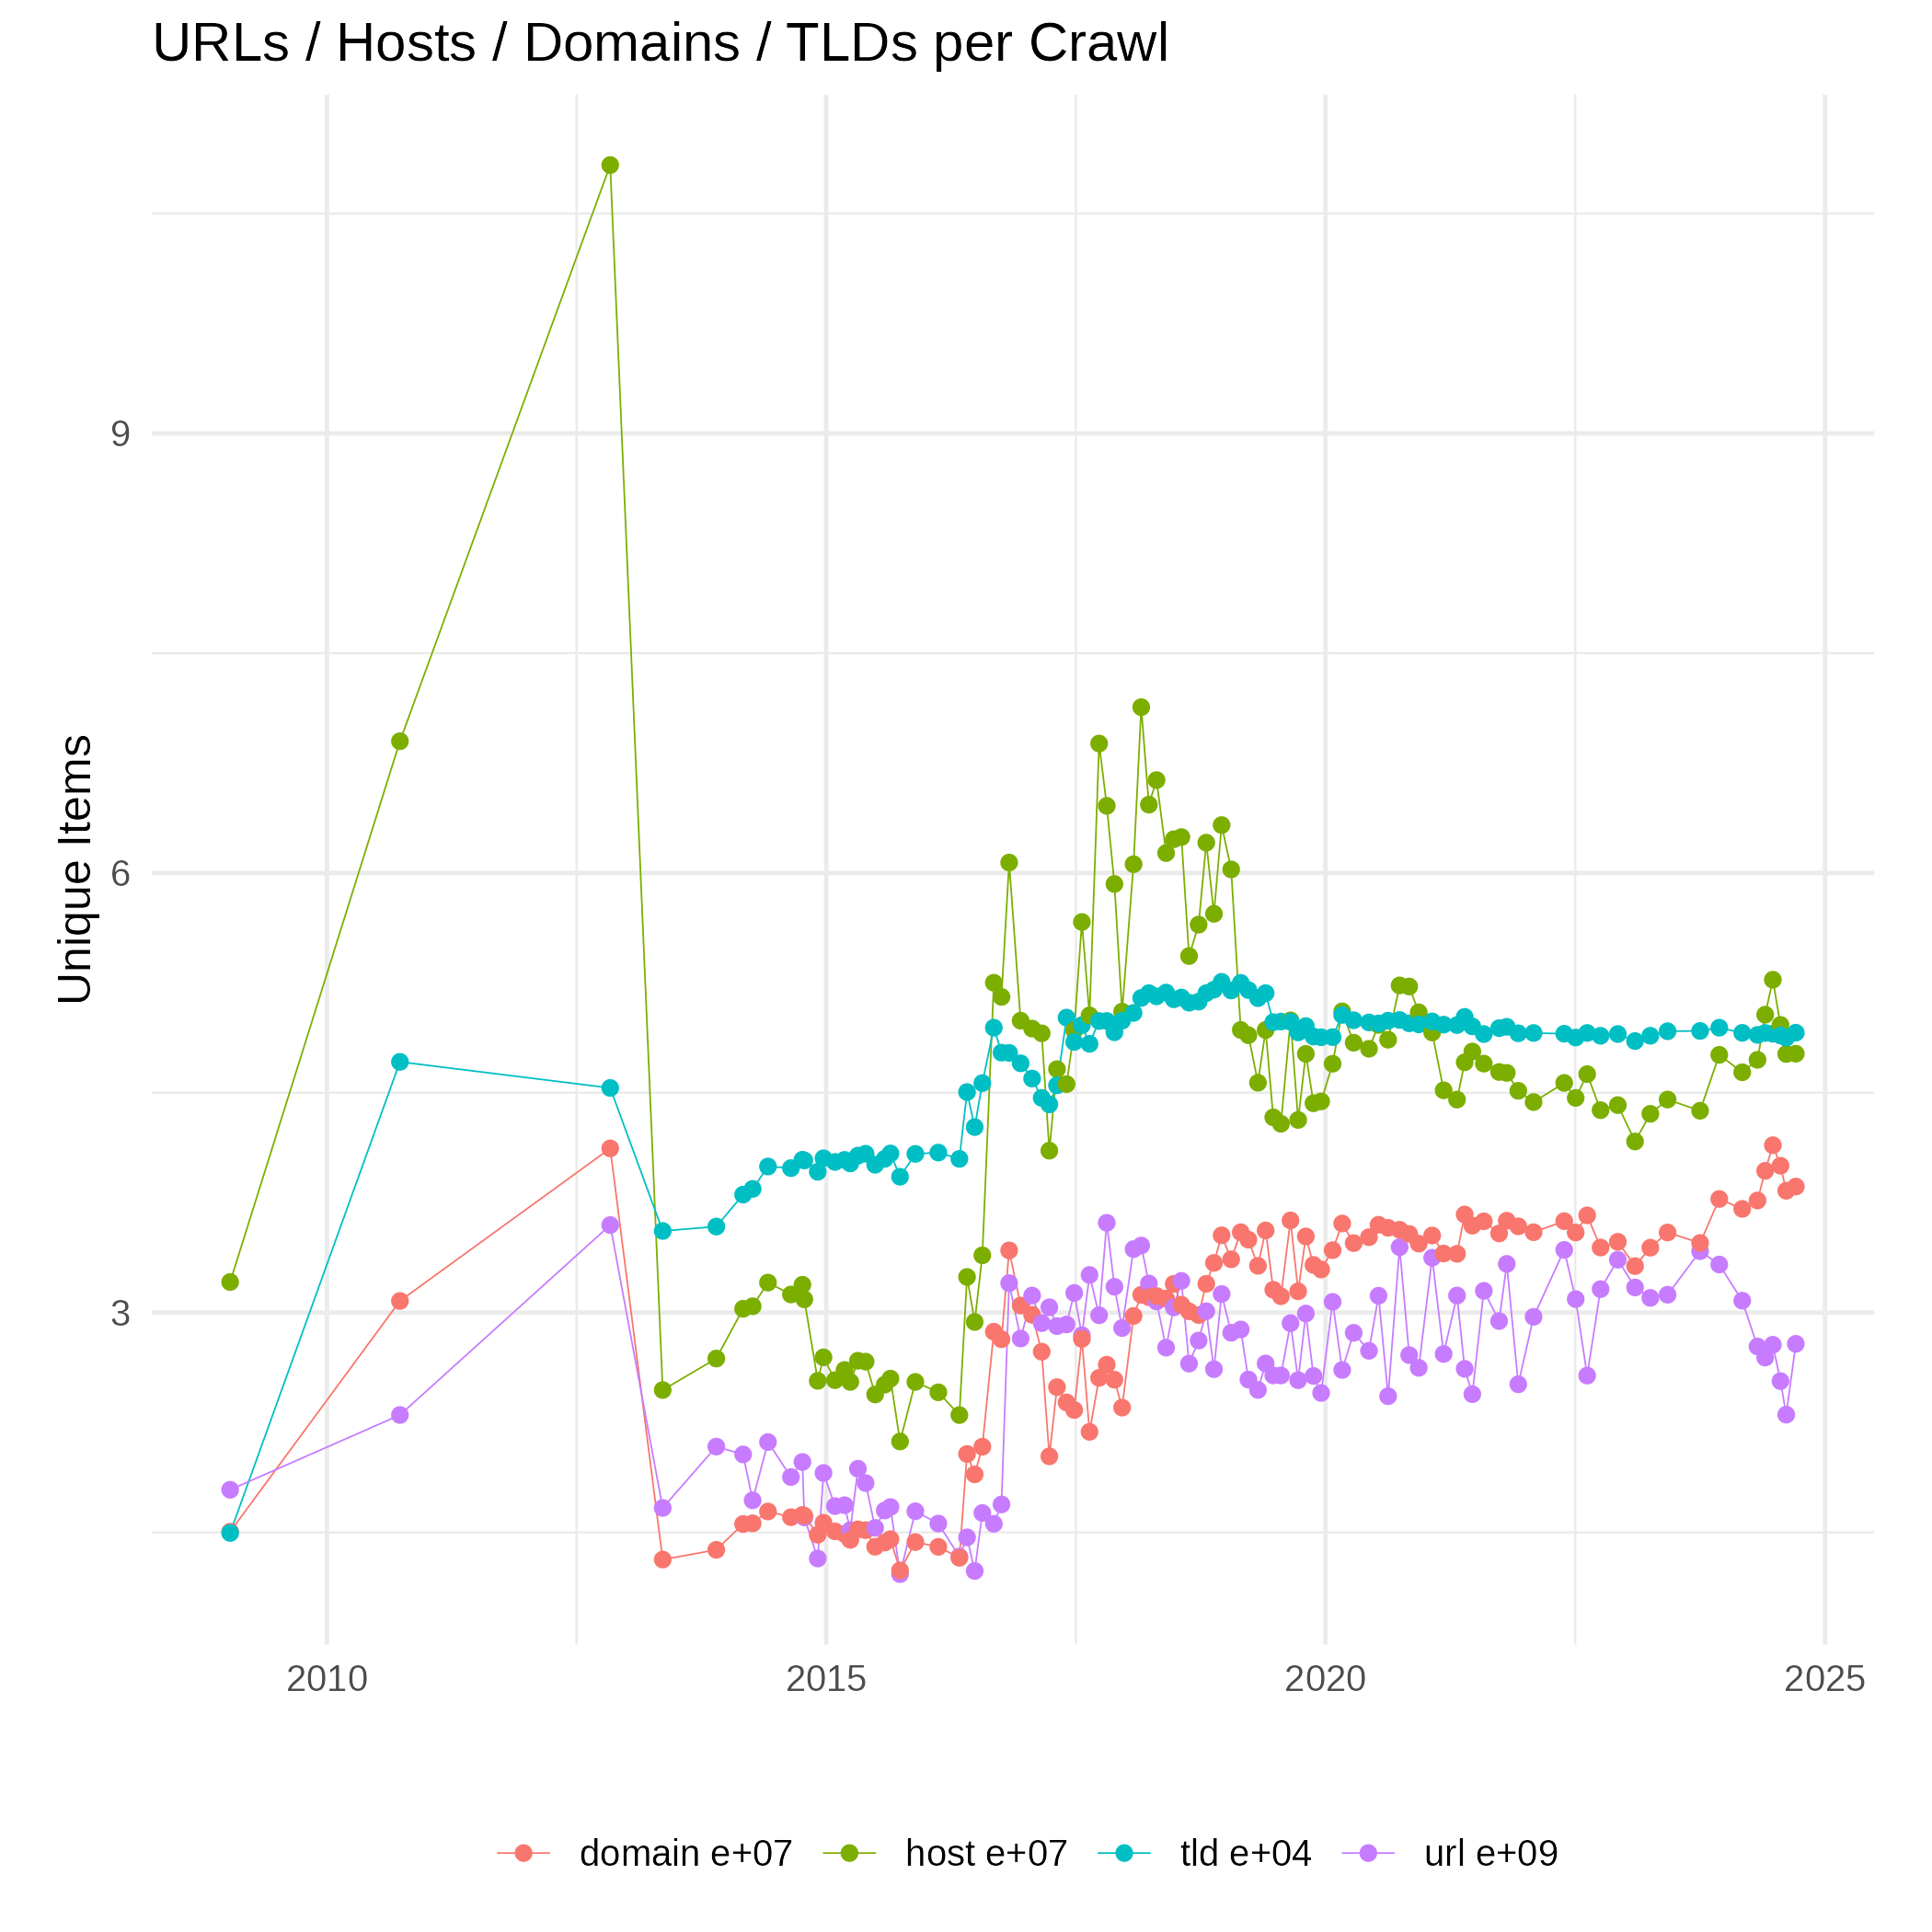 URLs / Hosts / Domains / TLDs per Crawl
Unique Items
9
6
3
2010 2015 2020 2025
domain e+07 host e+07 tld e+04 url e+09